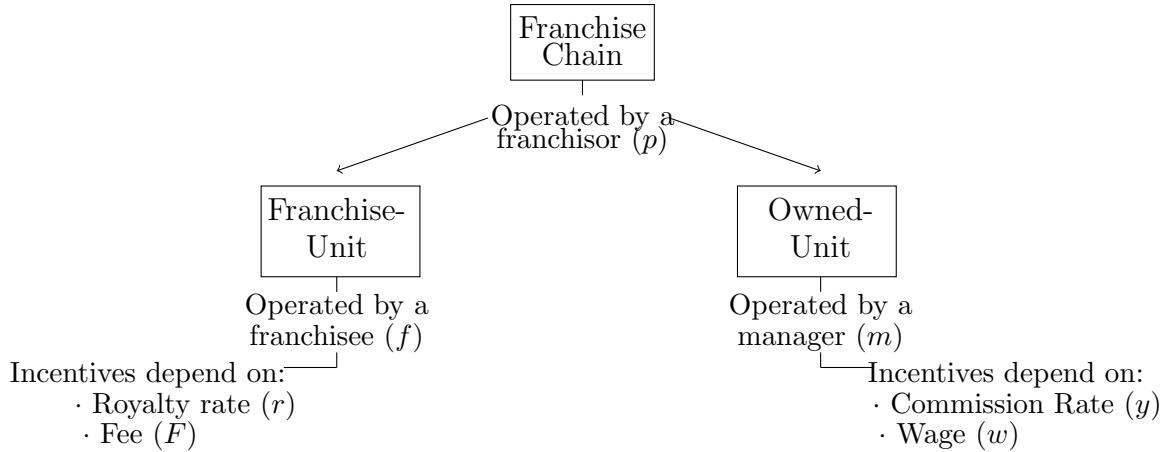 Franchise
Chain
Operated by a
franchisor (p)
Franchise-
Unit
Owned-
Unit
Operated by a
franchisee (f)
Operated by a
manager (m)
Incentives depend on:
· Royalty rate (r)
· Fee (F)
Incentives depend on:
· Commission Rate (y)
· Wage (w)